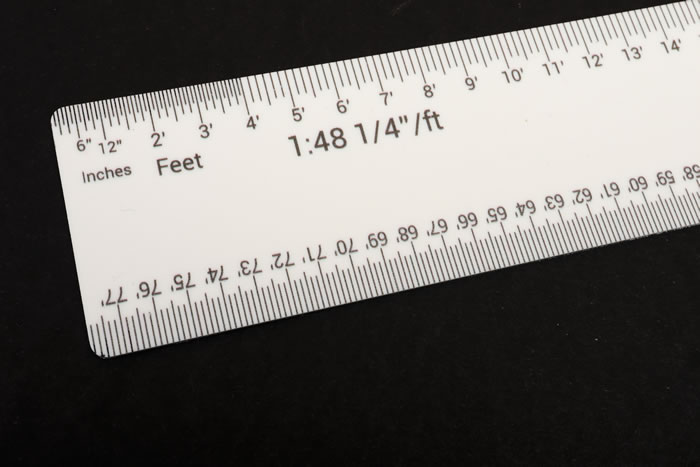 6" 12" 2' 3' 4' 5' 6' 7' 8' 9' 10' 11' 12' 13' 14'
Inches Feet 1:48 1/4"/ft
77' 76' 75' 74' 73' 72' 71' 70' 69' 68' 67' 66' 65' 64' 63' 62' 61' 60' 59' 58